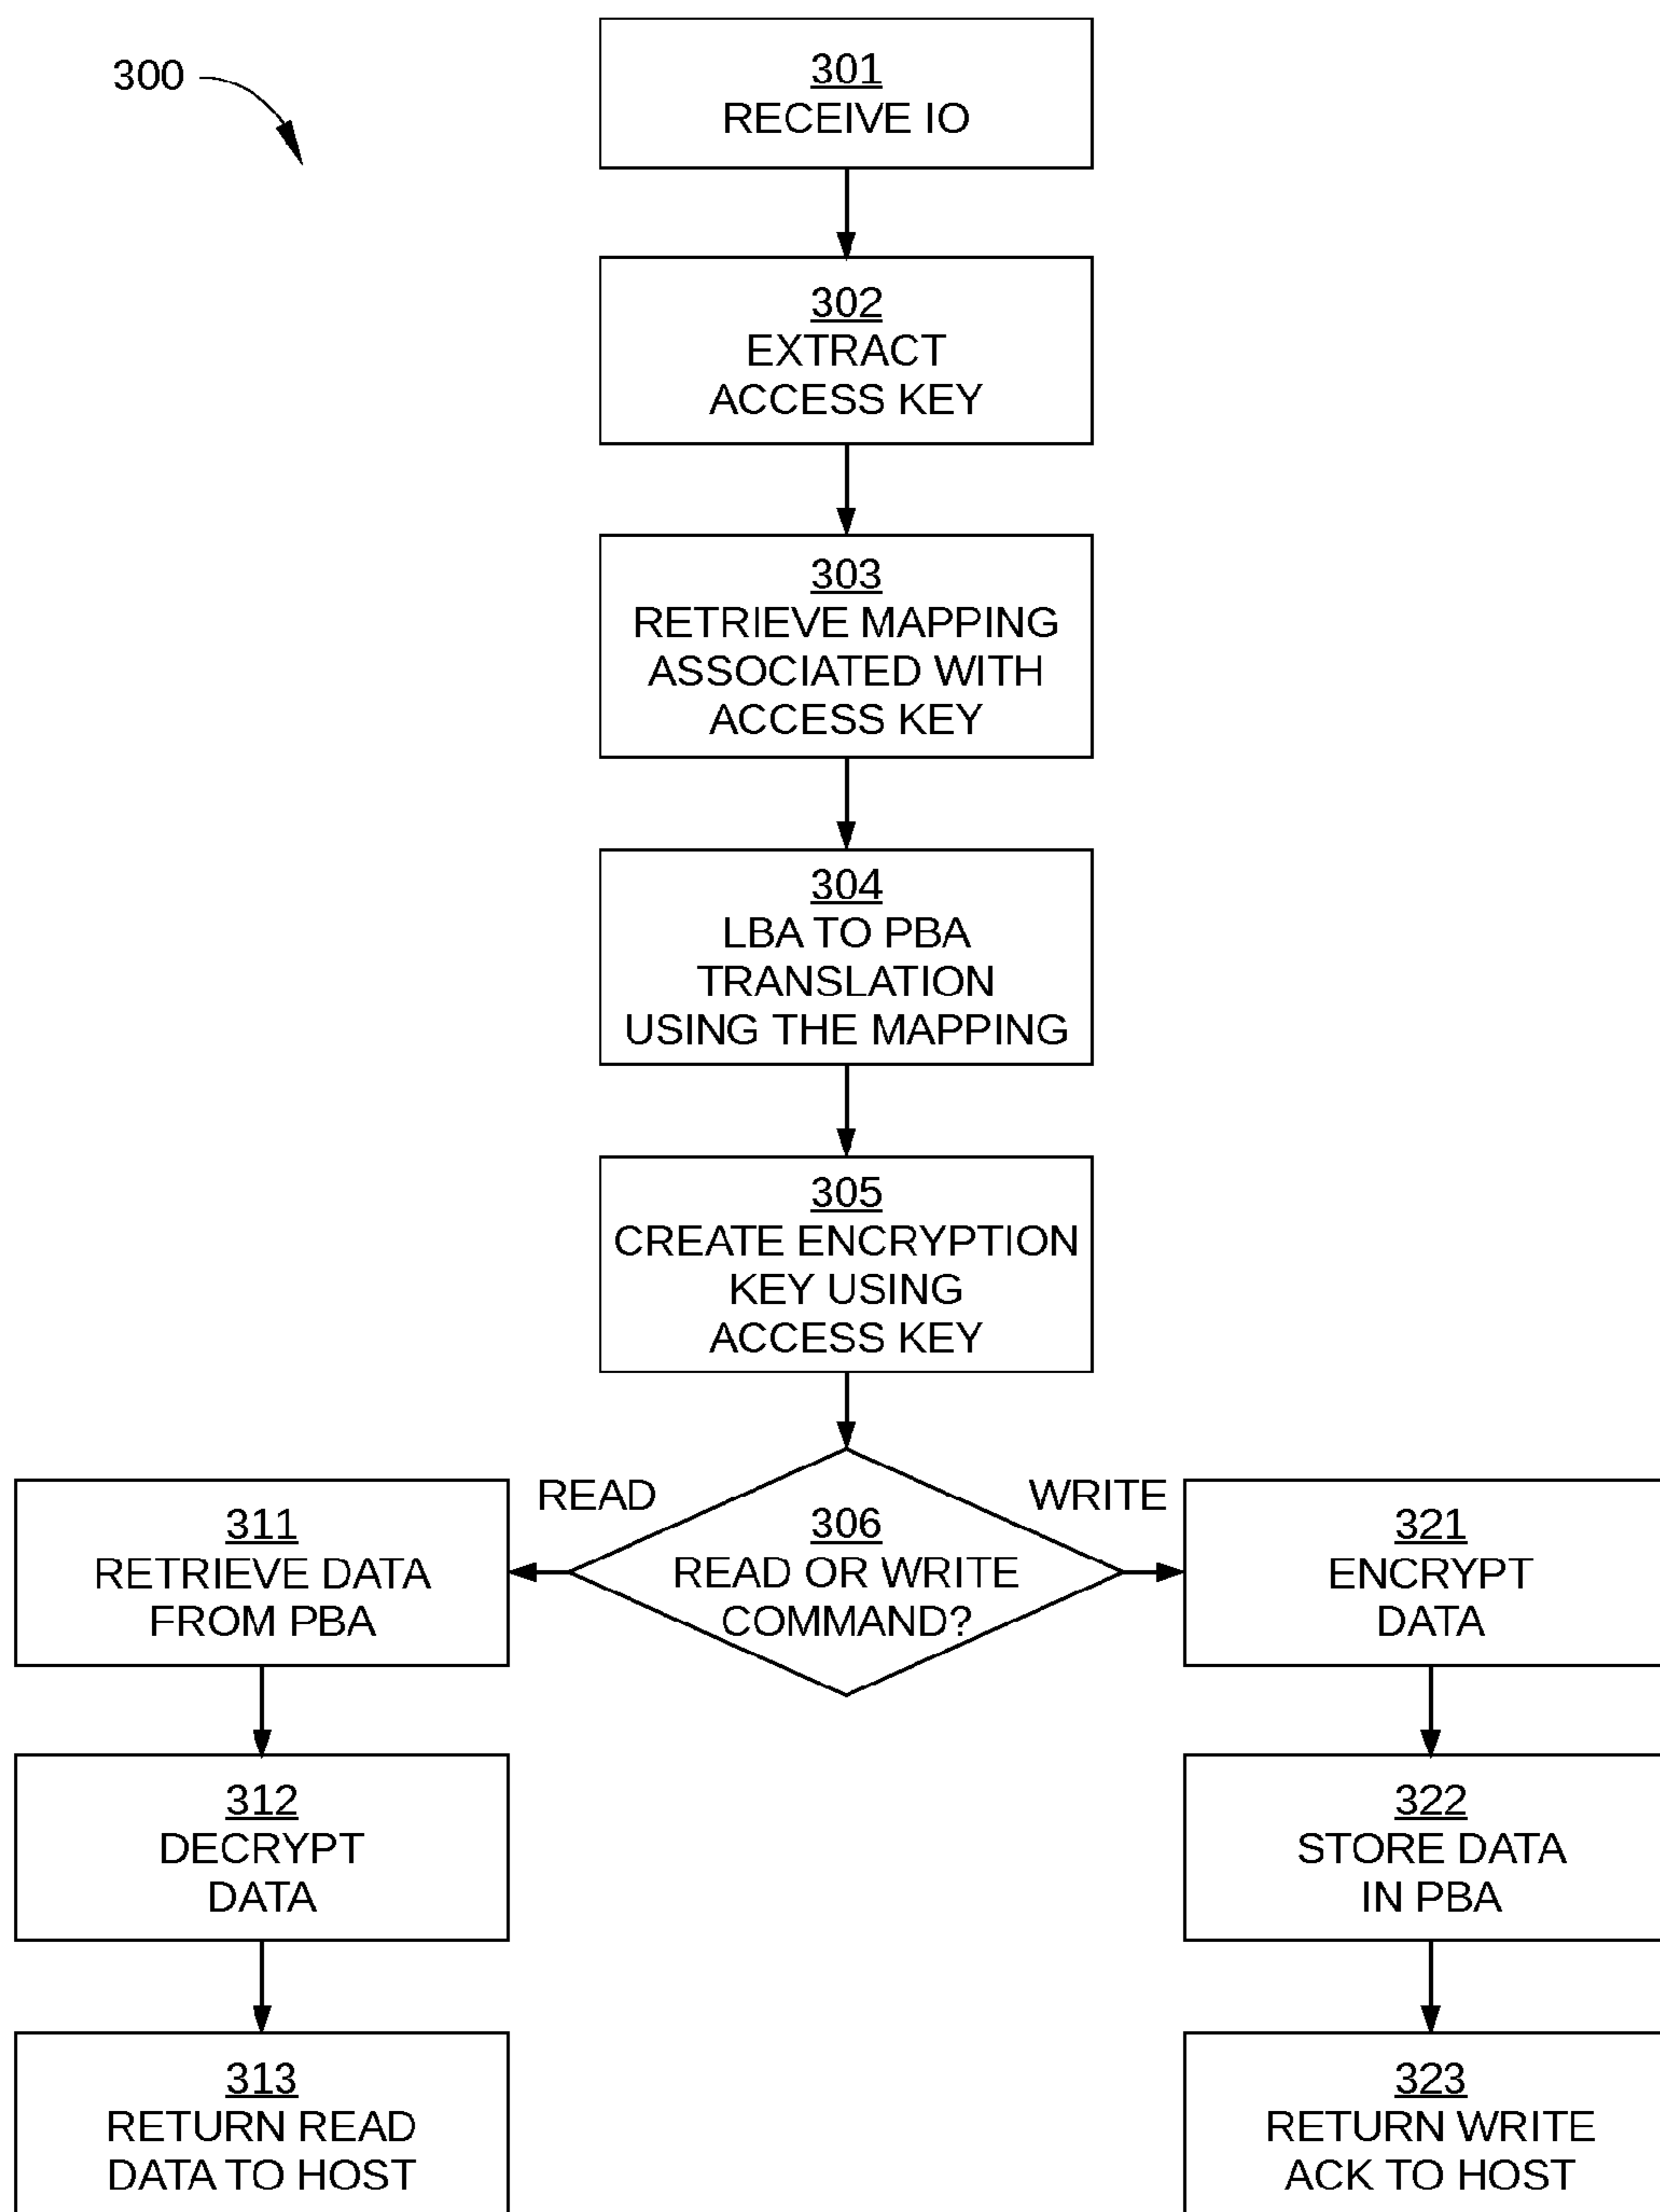 300
301
RECEIVE IO
302
EXTRACT
ACCESS KEY
303
RETRIEVE MAPPING
ASSOCIATED WITH
ACCESS KEY
304
LBA TO PBA
TRANSLATION
USING THE MAPPING
305
CREATE ENCRYPTION
KEY USING
ACCESS KEY
306
READ OR WRITE
COMMAND?
READ
311
RETRIEVE DATA
FROM PBA
312
DECRYPT
DATA
313
RETURN READ
DATA TO HOST
WRITE
321
ENCRYPT
DATA
322
STORE DATA
IN PBA
323
RETURN WRITE
ACK TO HOST